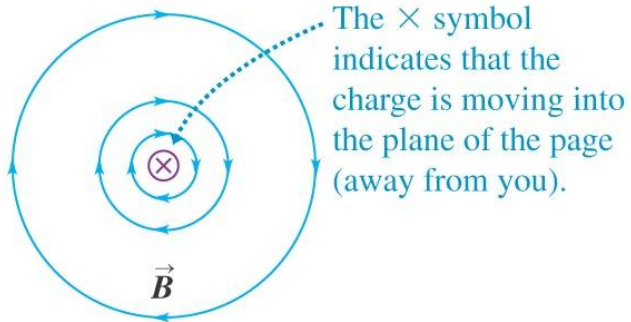 The × symbol
indicates that the
charge is moving into
the plane of the page
(away from you).
B⃗